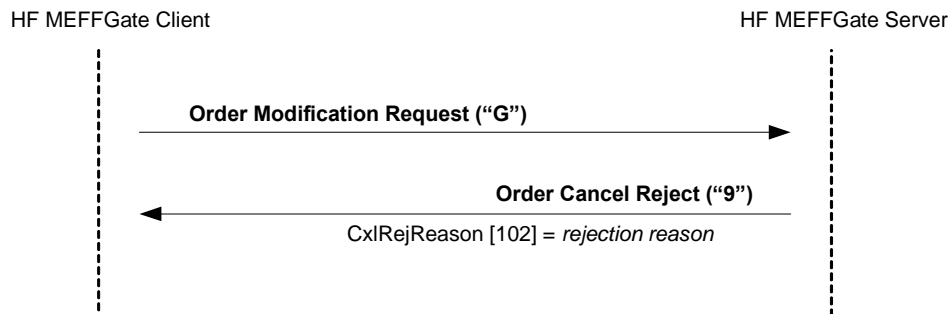 HF MEFFGate Client
HF MEFFGate Server
Order Modification Request (“G”)
Order Cancel Reject (“9”)
CxlRejReason [102] = rejection reason